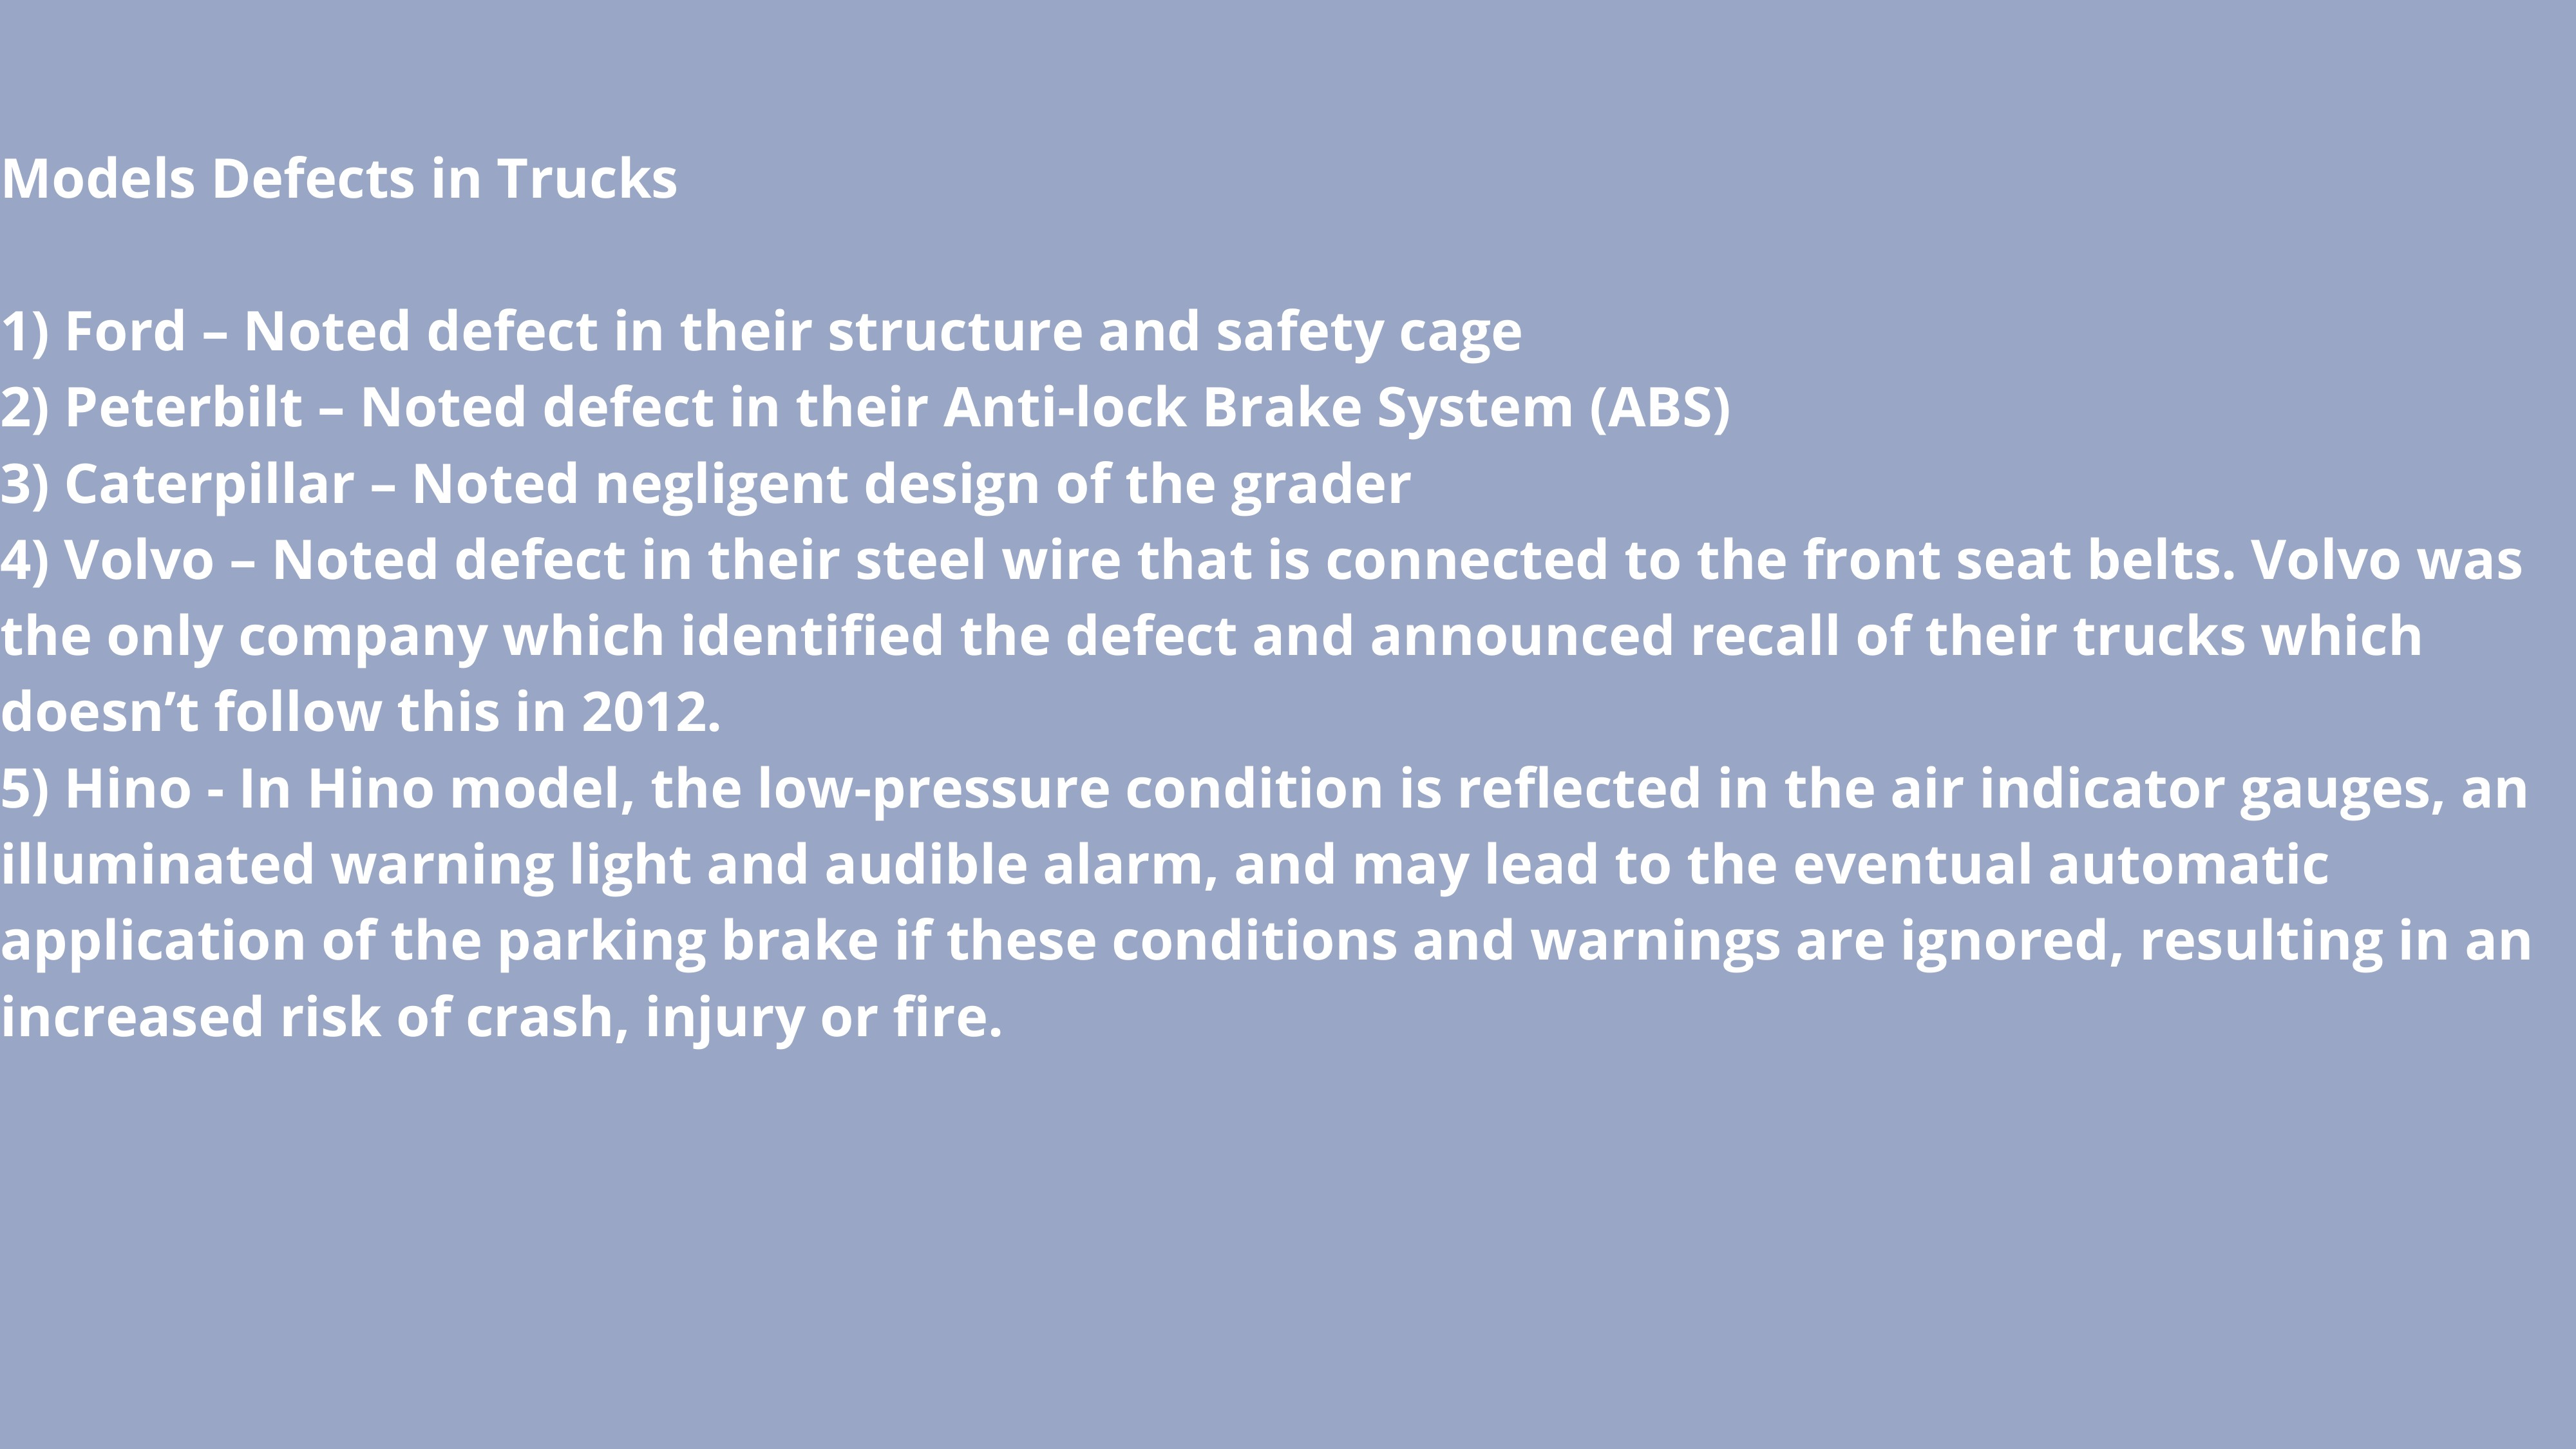 Models Defects in Trucks
1) Ford – Noted defect in their structure and safety cage
2) Peterbilt – Noted defect in their Anti-lock Brake System (ABS)
3) Caterpillar – Noted negligent design of the grader
4) Volvo – Noted defect in their steel wire that is connected to the front seat belts. Volvo was
the only company which identified the defect and announced recall of their trucks which
doesn’t follow this in 2012.
5) Hino - In Hino model, the low-pressure condition is reflected in the air indicator gauges, an
illuminated warning light and audible alarm, and may lead to the eventual automatic
application of the parking brake if these conditions and warnings are ignored, resulting in an
increased risk of crash, injury or fire.